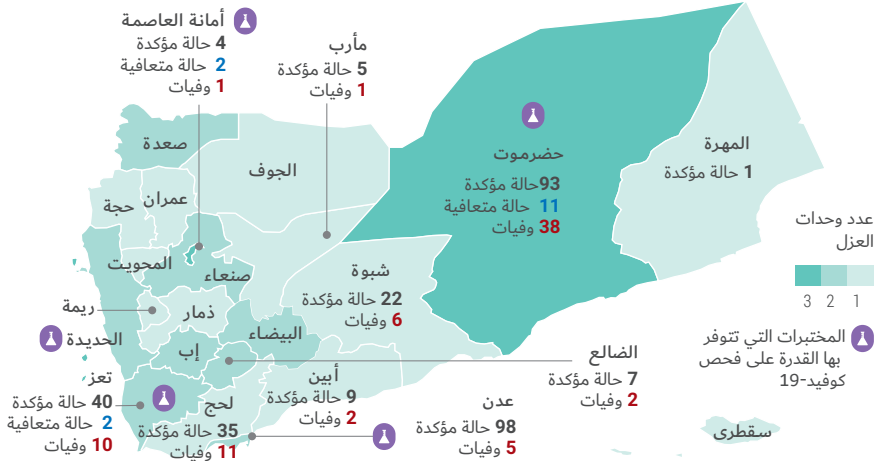 أمانة العاصمة
4 حالة مؤكدة
2 حالة متعافية
1 وفيات
مأرب
5 حالة مؤكدة
1 وفيات
المهرة
1 حالة مؤكدة
حضرموت
93حالة مؤكدة
11 حالة متعافية
38 وفيات
صعدة
الجوف
عمران
حجة
المحويت
صنعاء
شبوة
22 حالة مؤكدة
6 وفيات
ريمة
ذمار
البيضاء
الحديدة
إب
الضالع
7 حالة مؤكدة
2 وفيات
تعز
40 حالة مؤكدة
2 حالة متعافية
10 وفيات
لحج
35 حالة مؤكدة
11 وفيات
أبين
9 حالة مؤكدة
2 وفيات
عدن
98 حالة مؤكدة
5 وفيات
سقطرى
عدد وحدات
العزل
1 2 3
المختبرات التي تتوفر
بها القدرة على فحص
كوفيد-19